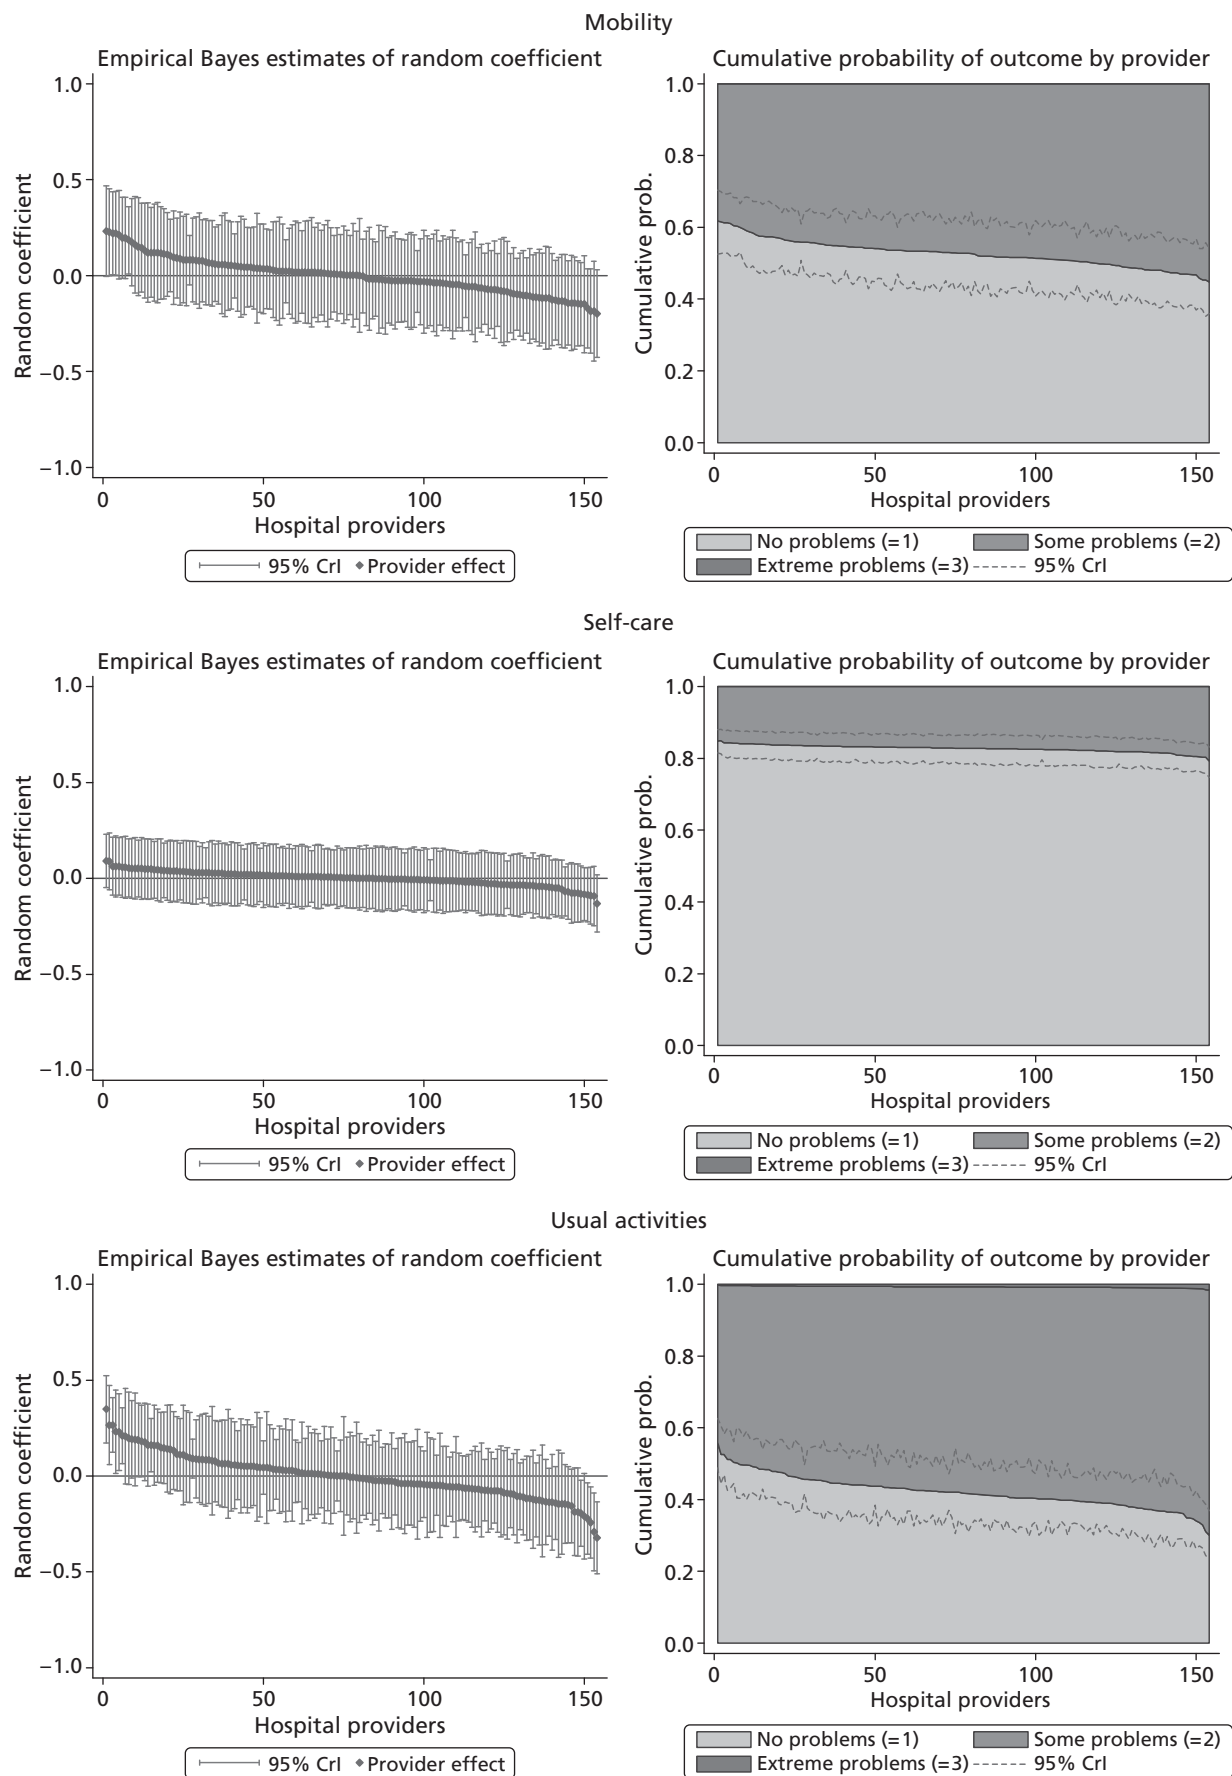 Mobility
Empirical Bayes estimates of random coefficient
1.0
0.5
0.0
−0.5
−1.0
Random coefficient
0 50 100 150
Hospital providers
95% CrI Provider effect
Cumulative probability of outcome by provider
1.0
0.8
0.6
0.4
0.2
0.0
Cumulative prob.
0 50 100 150
Hospital providers
No problems (=1) Some problems (=2)
Extreme problems (=3) 95% CrI
Self-care
Empirical Bayes estimates of random coefficient
1.0
0.5
0.0
−0.5
−1.0
Random coefficient
0 50 100 150
Hospital providers
95% CrI Provider effect
Cumulative probability of outcome by provider
1.0
0.8
0.6
0.4
0.2
0.0
Cumulative prob.
0 50 100 150
Hospital providers
No problems (=1) Some problems (=2)
Extreme problems (=3) 95% CrI
Usual activities
Empirical Bayes estimates of random coefficient
1.0
0.5
0.0
−0.5
−1.0
Random coefficient
0 50 100 150
Hospital providers
95% CrI Provider effect
Cumulative probability of outcome by provider
1.0
0.8
0.6
0.4
0.2
0.0
Cumulative prob.
0 50 100 150
Hospital providers
No problems (=1) Some problems (=2)
Extreme problems (=3) 95% CrI